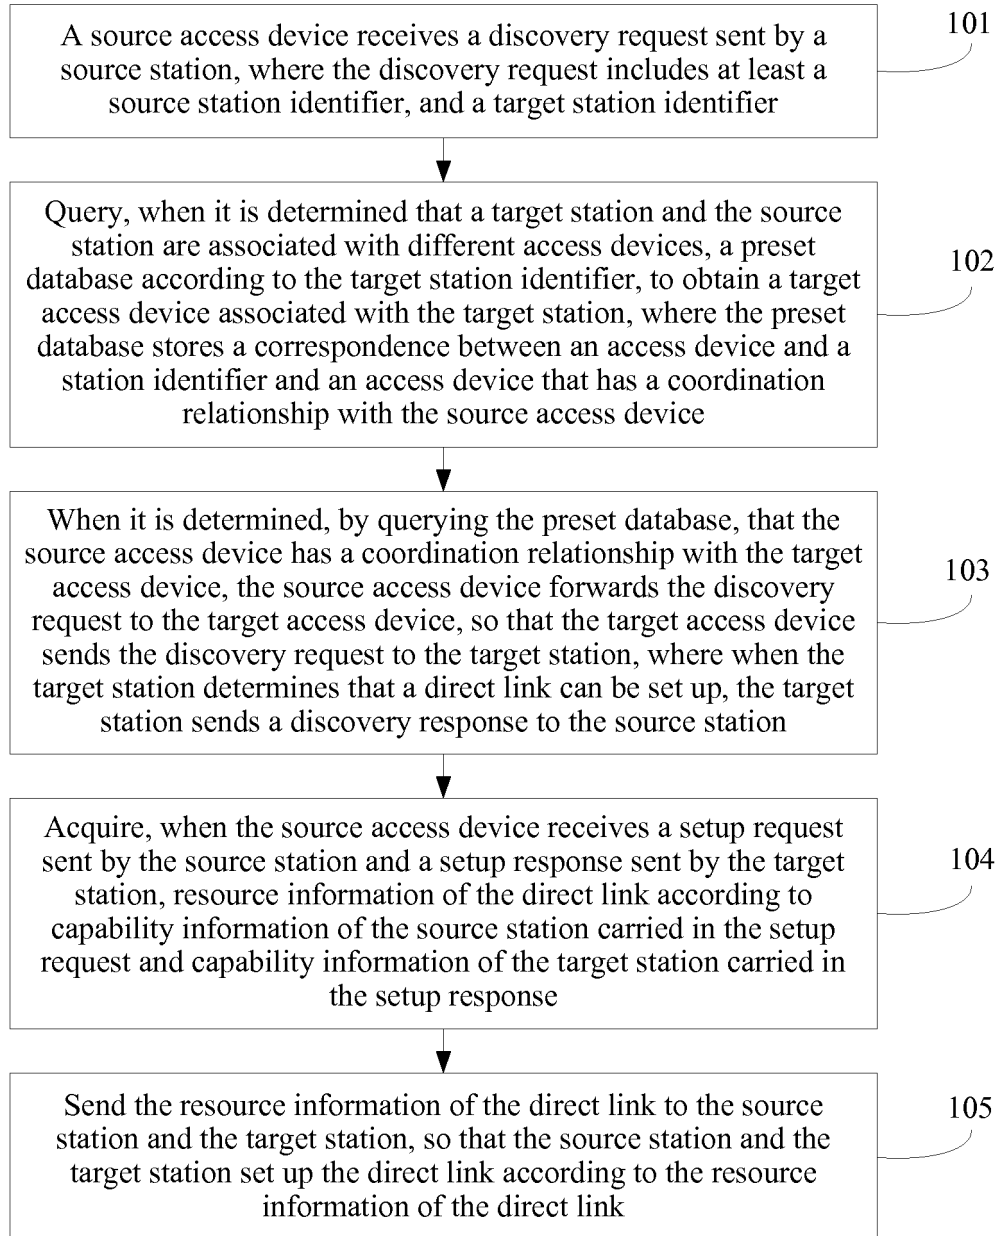 A source access device receives a discovery request sent by a
source station, where the discovery request includes at least a
source station identifier, and a target station identifier
101
Query, when it is determined that a target station and the source
station are associated with different access devices, a preset
database according to the target station identifier, to obtain a target
access device associated with the target station, where the preset
database stores a correspondence between an access device and a
station identifier and an access device that has a coordination
relationship with the source access device
102
When it is determined, by querying the preset database, that the
source access device has a coordination relationship with the target
access device, the source access device forwards the discovery
request to the target access device, so that the target access device
sends the discovery request to the target station, where when the
target station determines that a direct link can be set up, the target
station sends a discovery response to the source station
103
Acquire, when the source access device receives a setup request
sent by the source station and a setup response sent by the target
station, resource information of the direct link according to
capability information of the source station carried in the setup
request and capability information of the target station carried in
the setup response
104
Send the resource information of the direct link to the source
station and the target station, so that the source station and the
target station set up the direct link according to the resource
information of the direct link
105